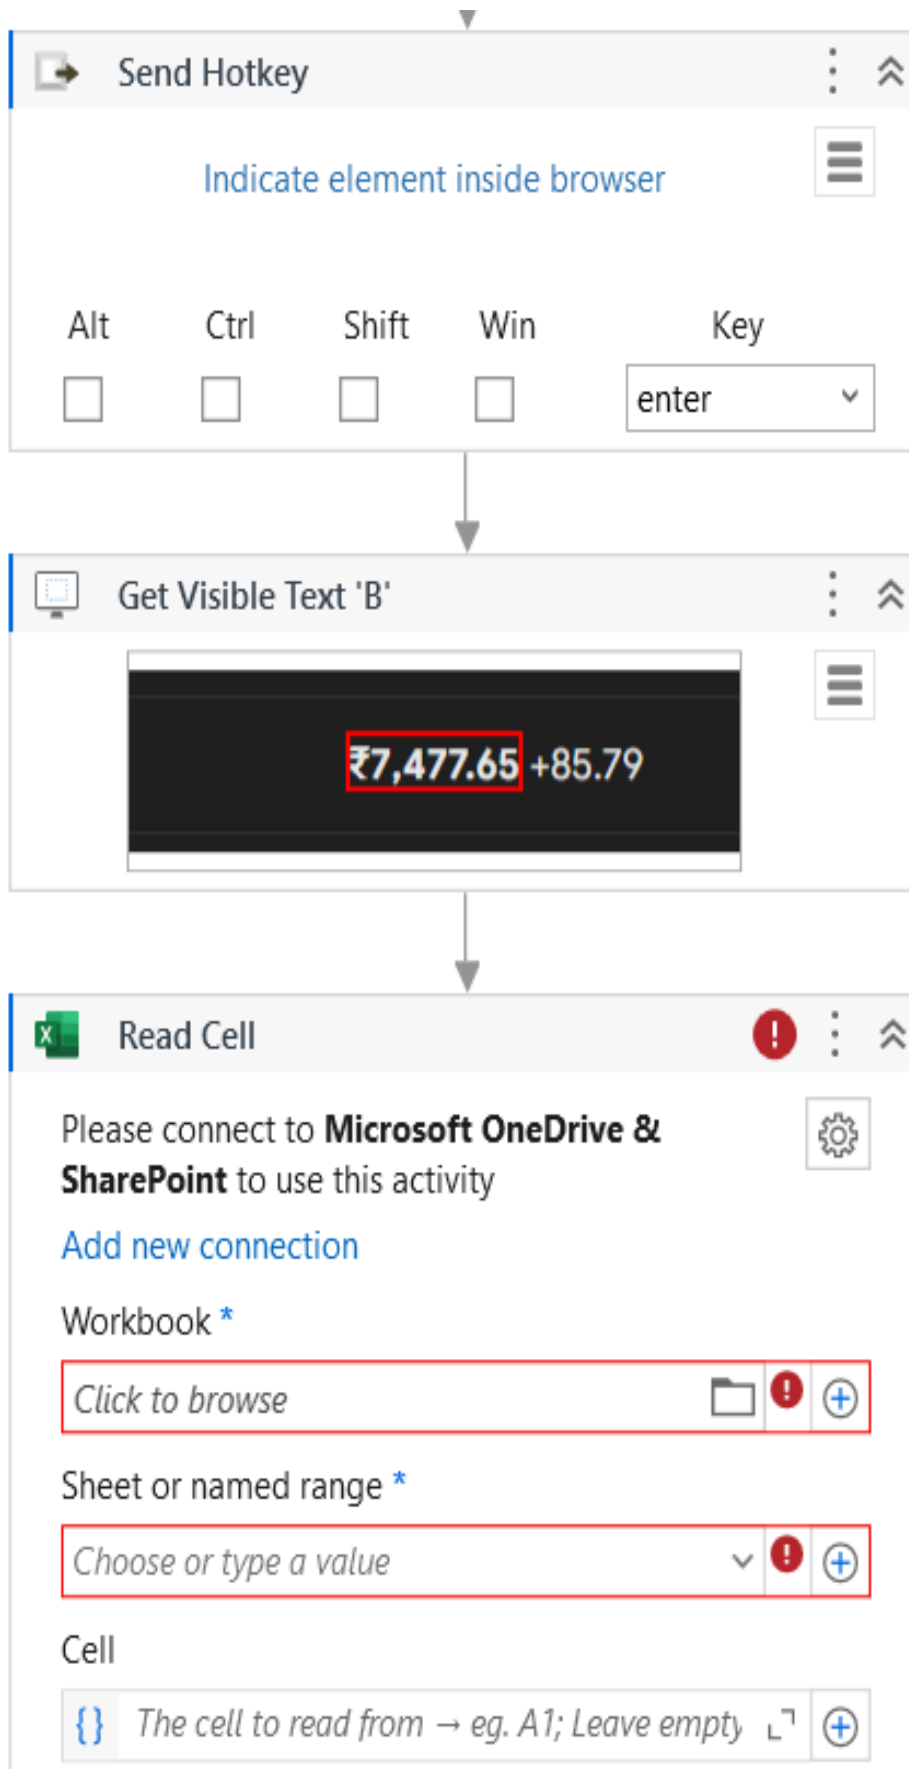 Send Hotkey
Indicate element inside browser
Alt Ctrl Shift Win Key
enter
Get Visible Text 'B'
₹7,477.65 +85.79
Read Cell
Please connect to Microsoft OneDrive &
SharePoint to use this activity
Add new connection
Workbook *
Click to browse
Sheet or named range *
Choose or type a value
Cell
{} The cell to read from → eg. A1; Leave empty